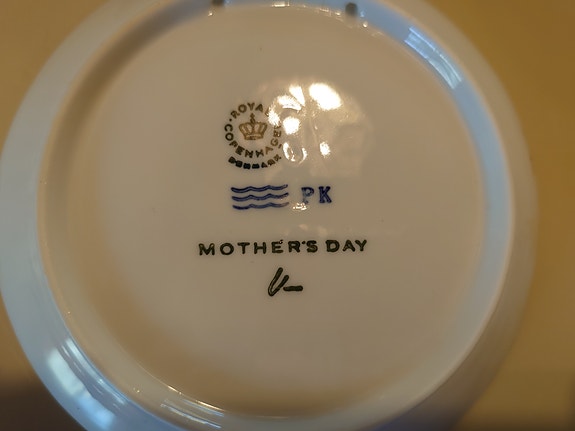 ROYAL
COPENHAGEN
DENMARK
PK
MOTHER'S DAY